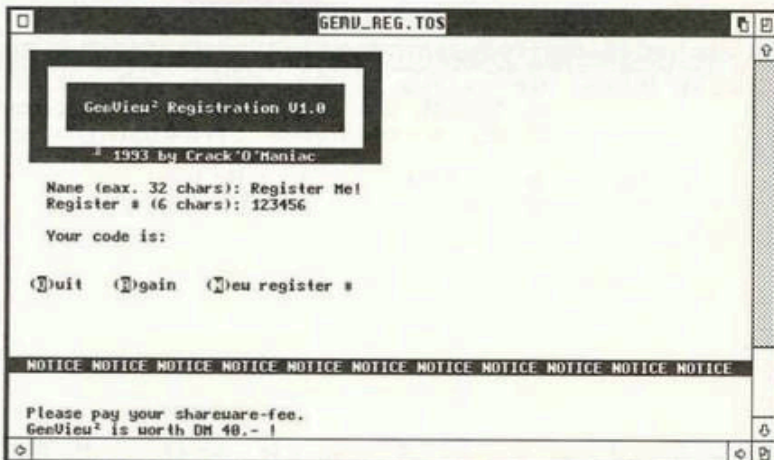 GEMV_REG.TOS
GemView² Registration V1.0
1993 by Crack'O'Maniac
Name (max. 32 chars): Register Me!
Register # (6 chars): 123456
Your code is:
( )uit ( )gain ( )ew register #
NOTICE NOTICE NOTICE NOTICE NOTICE NOTICE NOTICE NOTICE NOTICE NOTICE NOTICE
Please pay your shareware-fee.
GemView² is worth DM 40.- !